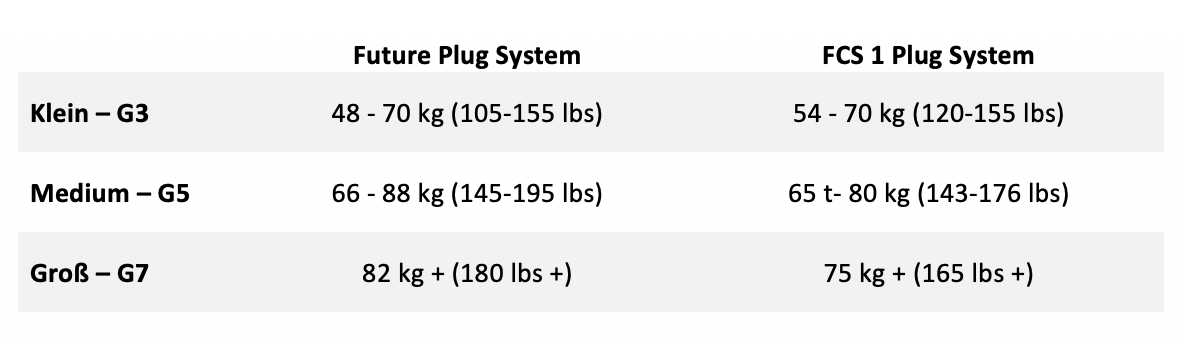 Future Plug System FCS 1 Plug System
Klein – G3 48 - 70 kg (105-155 lbs) 54 - 70 kg (120-155 lbs)
Medium – G5 66 - 88 kg (145-195 lbs) 65 t- 80 kg (143-176 lbs)
Groß – G7 82 kg + (180 lbs +) 75 kg + (165 lbs +)